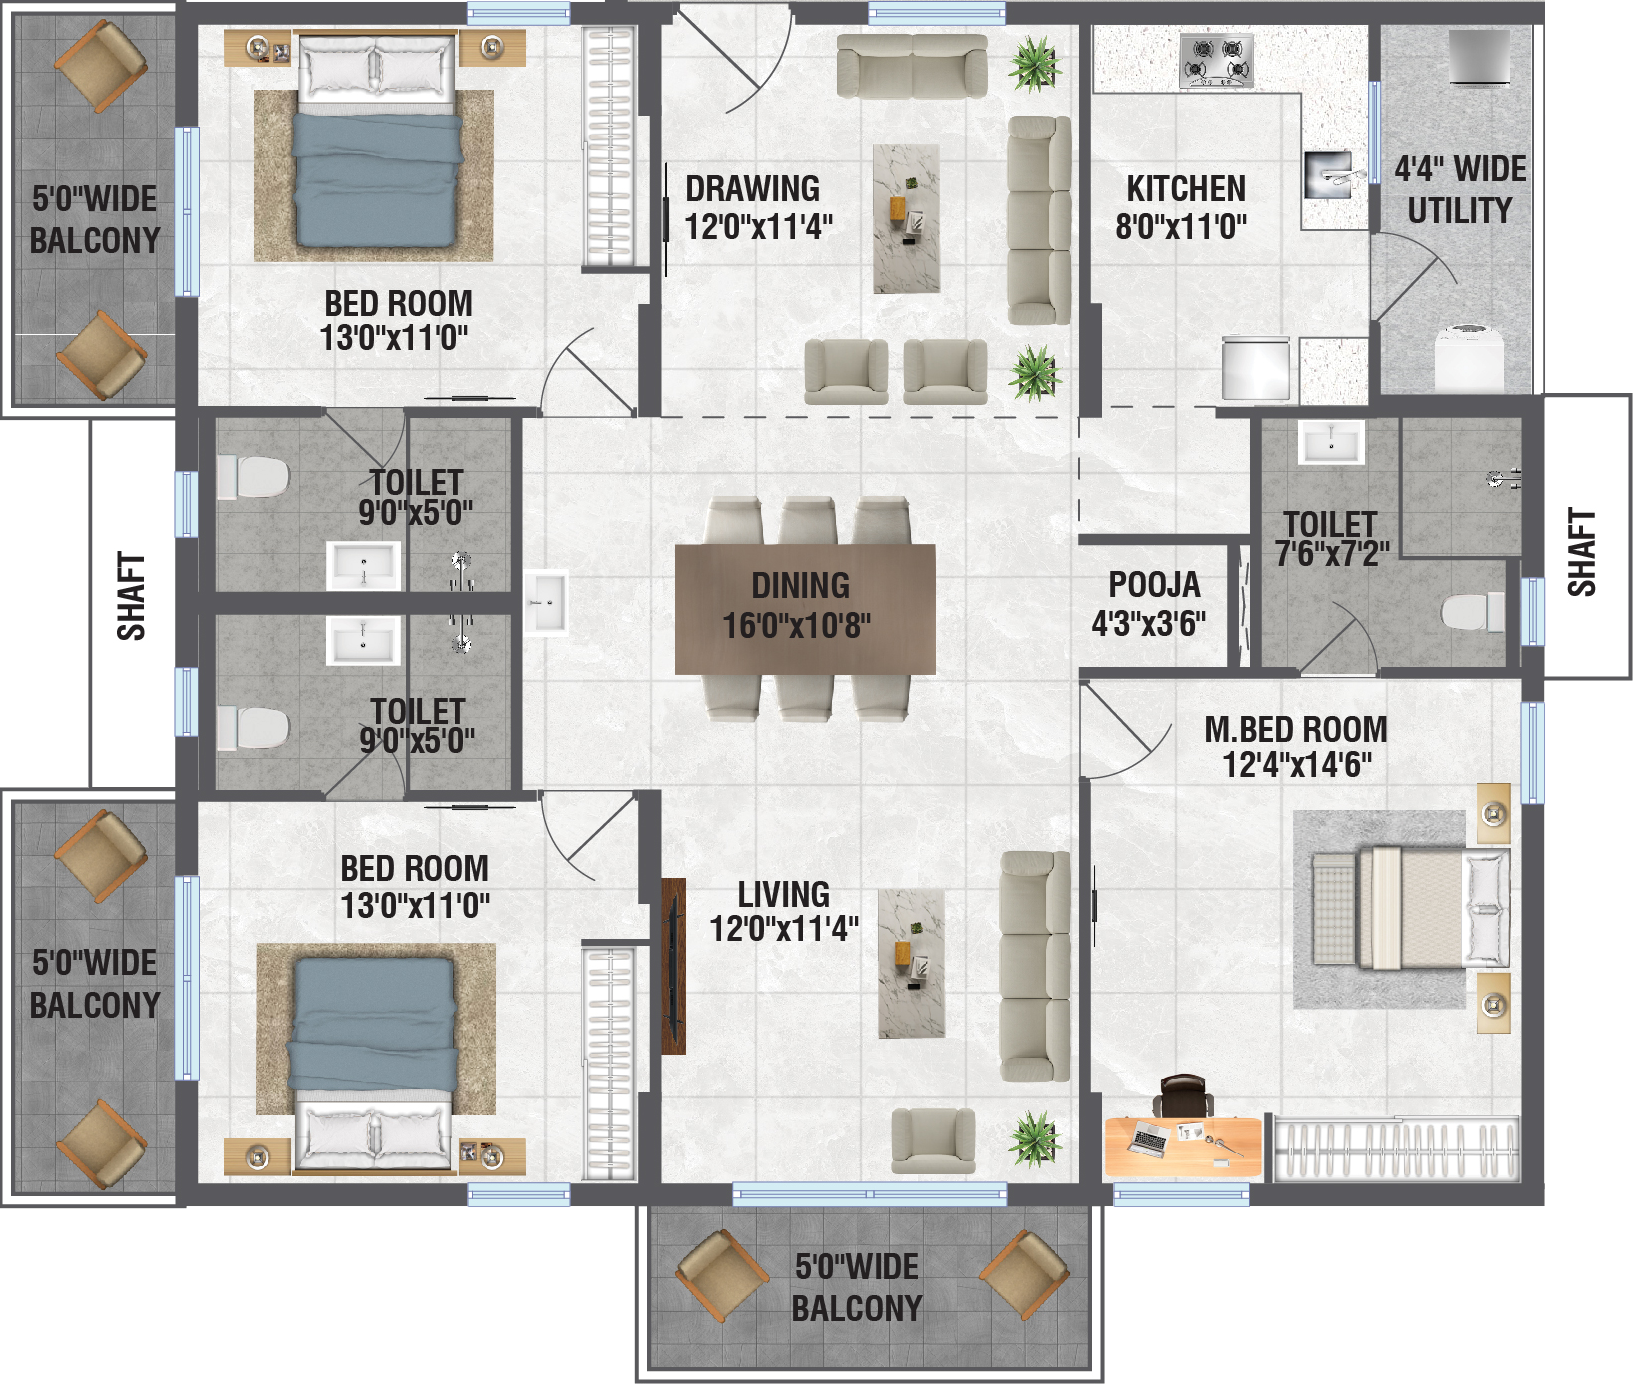 5'0"WIDE
BALCONY
BED ROOM
13'0"x11'0"
DRAWING
12'0"x11'4"
KITCHEN
8'0"x11'0"
4'4" WIDE
UTILITY
TOILET
9'0"x5'0"
SHAFT
TOILET
9'0"x5'0"
DINING
16'0"x10'8"
POOJA
4'3"x3'6"
TOILET
7'6"x7'2"
SHAFT
M.BED ROOM
12'4"x14'6"
BED ROOM
13'0"x11'0"
LIVING
12'0"x11'4"
5'0"WIDE
BALCONY
5'0"WIDE
BALCONY